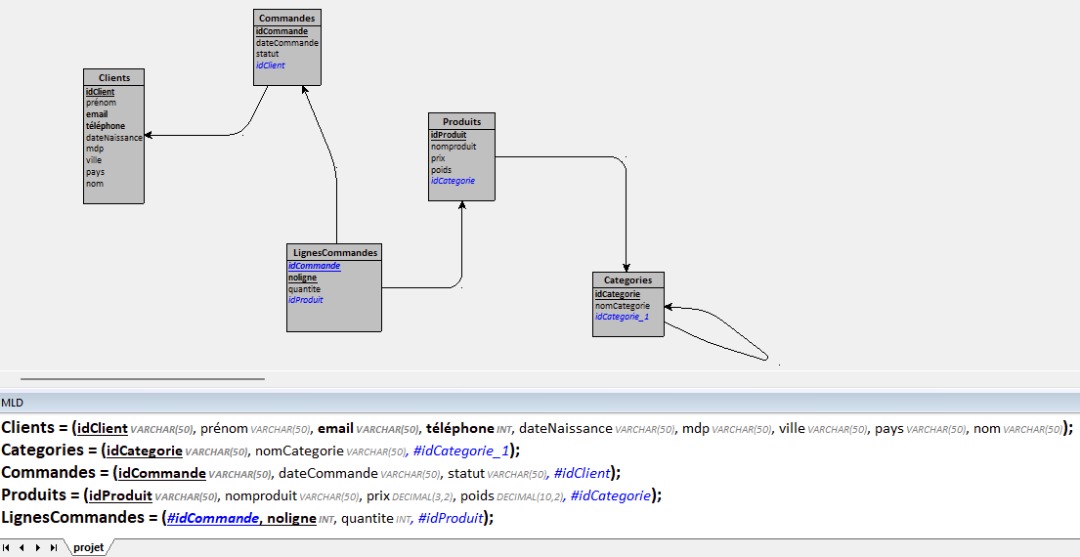 Commandes
idCommande
dateCommande
statut
idClient
Clients
idClient
prénom
email
téléphone
dateNaissance
mdp
ville
pays
nom
Produits
idProduit
nomproduit
prix
poids
idCategorie
LignesCommandes
idCommande
noligne
quantite
idProduit
Categories
idCategorie
nomCategorie
idCategorie_1
MLD
Clients = (idClient VARCHAR(50), prénom VARCHAR(50), email VARCHAR(50), téléphone INT, dateNaissance VARCHAR(50), mdp VARCHAR(50), ville VARCHAR(50), pays VARCHAR(50), nom VARCHAR(50));
Categories = (idCategorie VARCHAR(50), nomCategorie VARCHAR(50), #idCategorie_1);
Commandes = (idCommande VARCHAR(50), dateCommande VARCHAR(50), statut VARCHAR(50), #idClient);
Produits = (idProduit VARCHAR(50), nomproduit VARCHAR(50), prix DECIMAL(3,2), poids DECIMAL(10,2), #idCategorie);
LignesCommandes = (#idCommande, noligne INT, quantite INT, #idProduit);
projet